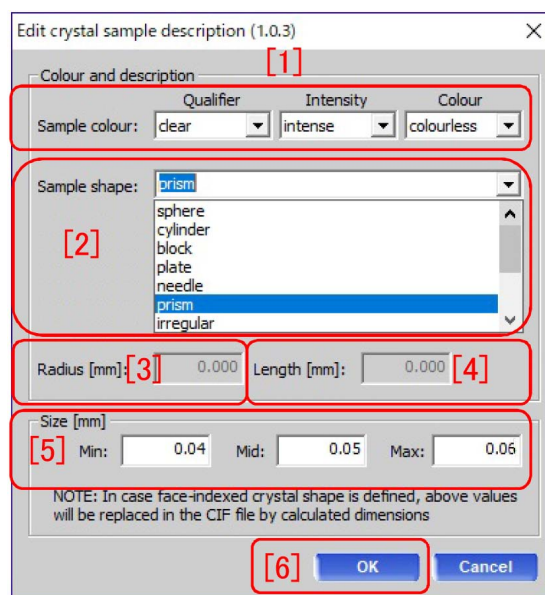 Edit crystal sample description (1.0.3)
[1]
Colour and description
Qualifier Intensity Colour
Sample colour: clear intense colourless
Sample shape: prism
[2]
sphere
cylinder
block
plate
needle
prism
irregular
Radius [mm]: [3] 0.000 Length [mm]: 0.000 [4]
Size [mm]
[5] Min: 0.04 Mid: 0.05 Max: 0.06
NOTE: In case face-indexed crystal shape is defined, above values
will be replaced in the CIF file by calculated dimensions
[6] OK Cancel